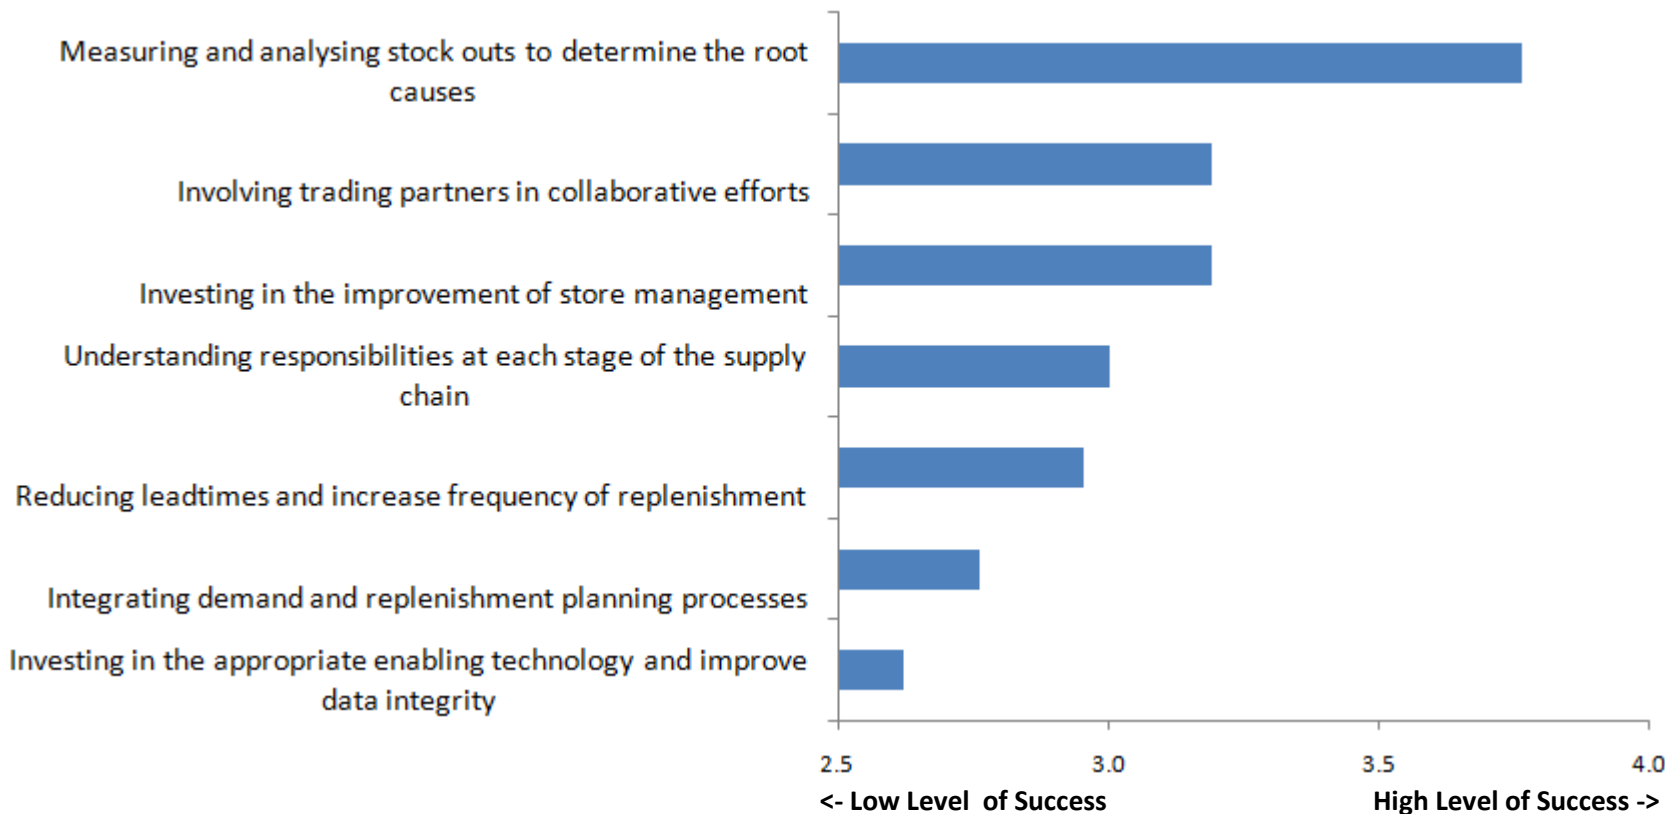 Measuring and analysing stock outs to determine the root
causes
Involving trading partners in collaborative efforts
Investing in the improvement of store management
Understanding responsibilities at each stage of the supply
chain
Reducing leadtimes and increase frequency of replenishment
Integrating demand and replenishment planning processes
Investing in the appropriate enabling technology and improve
data integrity
2.5 3.0 3.5 4.0
<- Low Level of Success High Level of Success ->